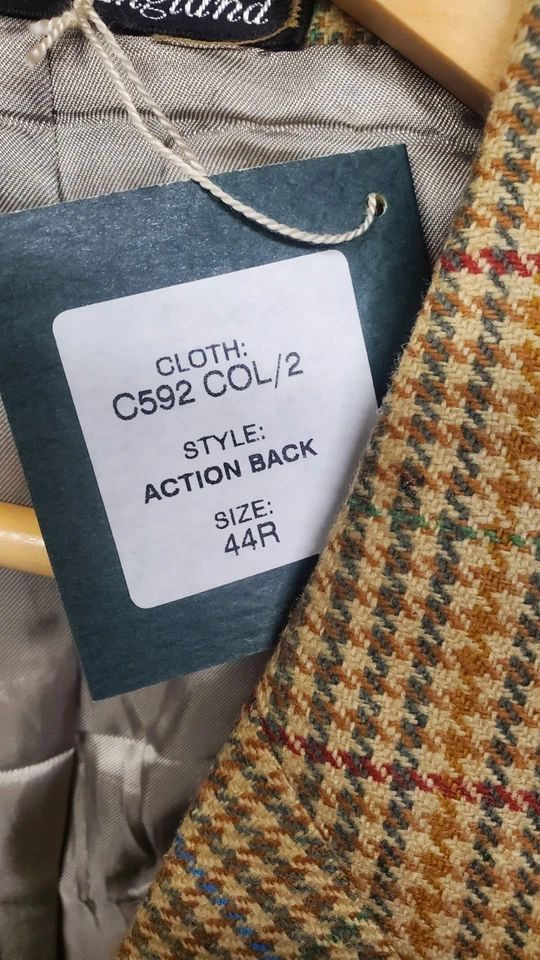 England
CLOTH:
C592 COL/2
STYLE:
ACTION BACK
SIZE:
44R